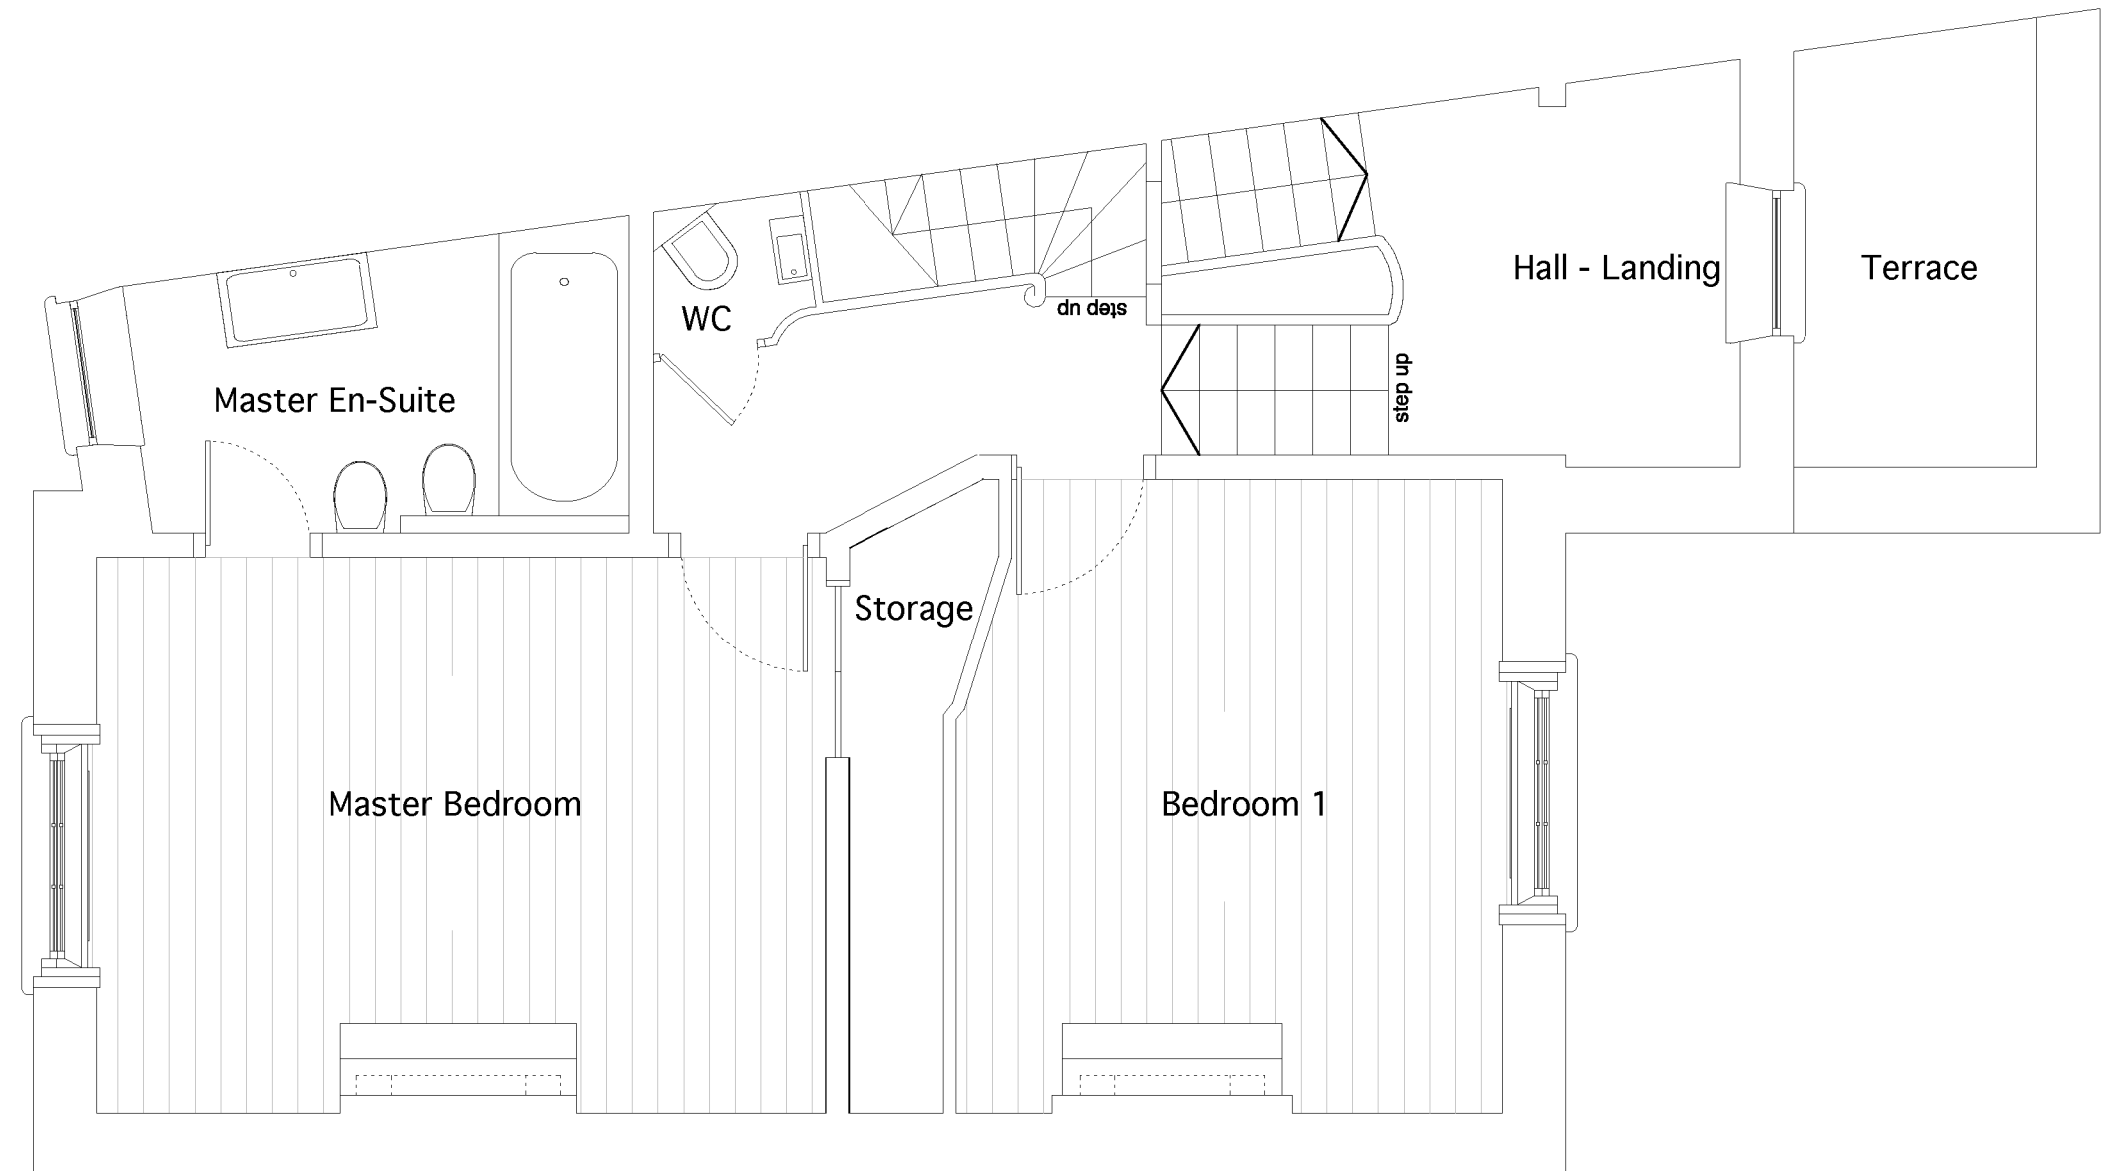 Hall - Landing
Terrace
step up
WC
step up
Master En-Suite
Storage
Master Bedroom
Bedroom 1